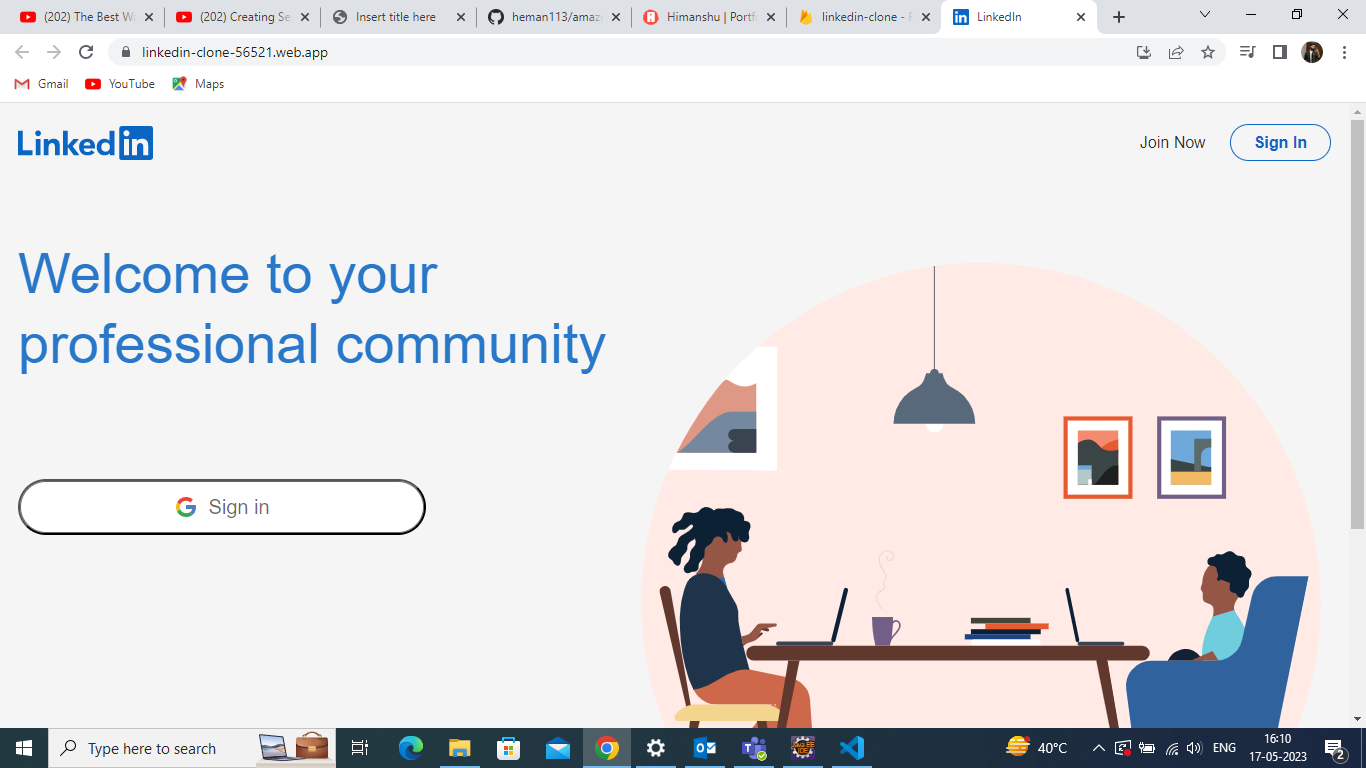 (202) The Best Wa
(202) Creating Se
Insert title here
heman113/amaz
Himanshu | Portf
linkedin-clone - F
LinkedIn
linkedin-clone-56521.web.app
Gmail
YouTube
Maps
Linkedin
Join Now
Sign In
Welcome to your
professional community
Sign in
Type here to search
40°C
ENG
16:10
17-05-2023
2